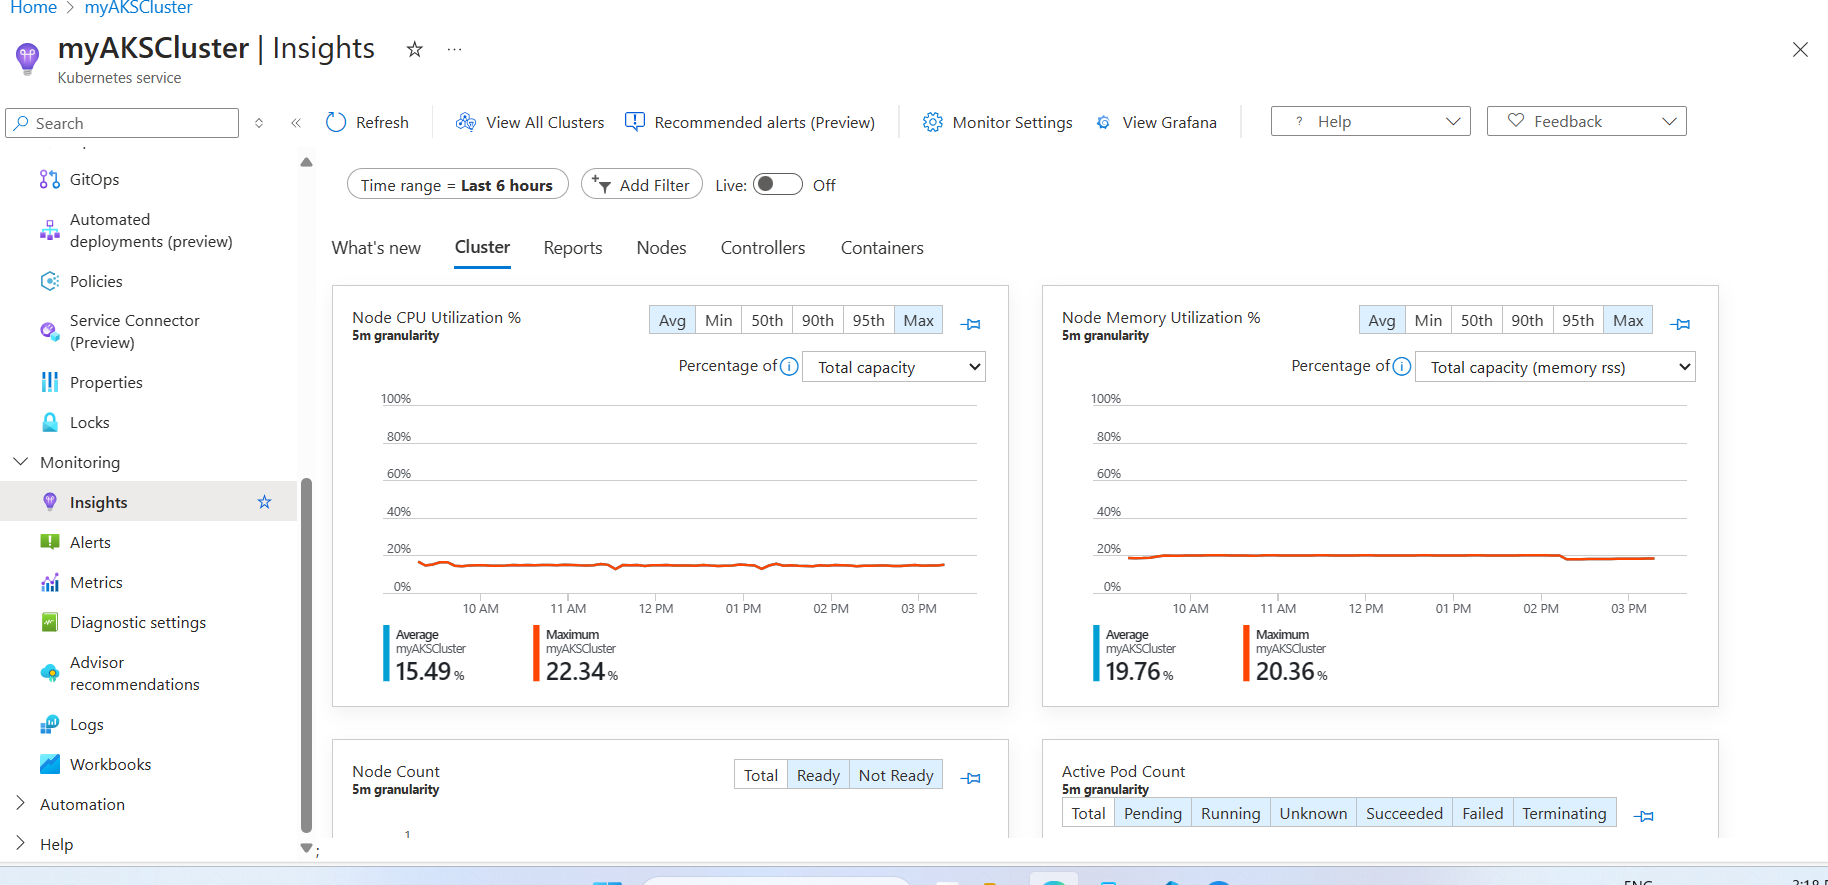 Home > myAKSCluster
myAKSCluster | Insights
Kubernetes service
Search
Refresh
View All Clusters
Recommended alerts (Preview)
Monitor Settings
View Grafana
? Help
Feedback
GitOps
Automated
deployments (preview)
Policies
Service Connector
(Preview)
Properties
Locks
Monitoring
Insights
Alerts
Metrics
Diagnostic settings
Advisor
recommendations
Logs
Workbooks
Automation
Help
Time range = Last 6 hours
Add Filter
Live: Off
What's new
Cluster
Reports
Nodes
Controllers
Containers
Node CPU Utilization %
5m granularity
Avg Min 50th 90th 95th Max
Percentage of Total capacity
100%
80%
60%
40%
20%
0%
10 AM 11 AM 12 PM 01 PM 02 PM 03 PM
Average
myAKSCluster
15.49 %
Maximum
myAKSCluster
22.34 %
Node Memory Utilization %
5m granularity
Avg Min 50th 90th 95th Max
Percentage of Total capacity (memory rss)
100%
80%
60%
40%
20%
0%
10 AM 11 AM 12 PM 01 PM 02 PM 03 PM
Average
myAKSCluster
19.76 %
Maximum
myAKSCluster
20.36 %
Node Count
5m granularity
Total Ready Not Ready
1
Active Pod Count
5m granularity
Total Pending Running Unknown Succeeded Failed Terminating
;